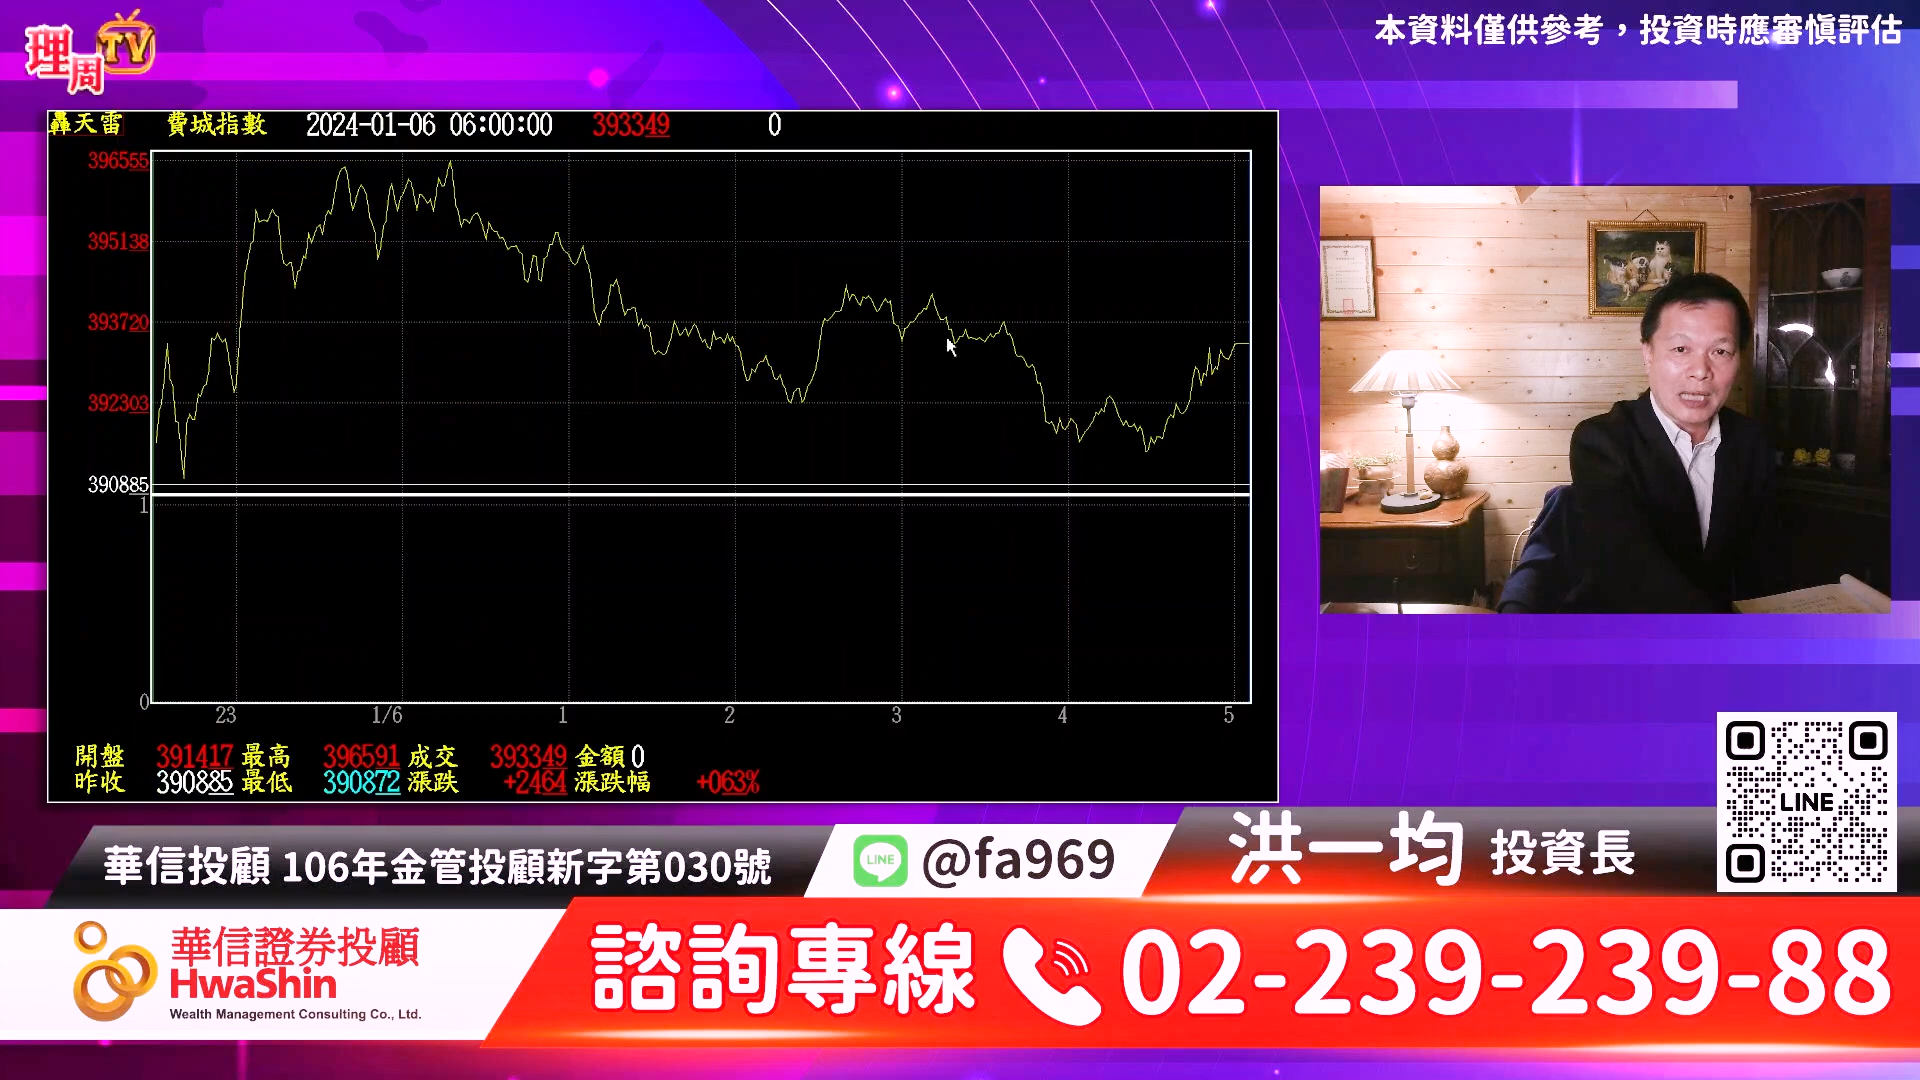 理周TV
本資料僅供參考，投資時應審慎評估
轟天雷 費城指數 2024-01-06 06:00:00 393349 0
396555
395138
393720
392303
390885
1
0
23 1/6 1 2 3 4 5
開盤 391417 最高 396591 成交 393349 金額 0
昨收 390885 最低 390872 漲跌 +2464 漲跌幅 +063%
LINE
洪一均 投資長
華信投顧 106年金管投顧新字第030號
LINE @fa969
華信證券投顧
HwaShin
Wealth Management Consulting Co., Ltd.
諮詢專線 02-239-239-88